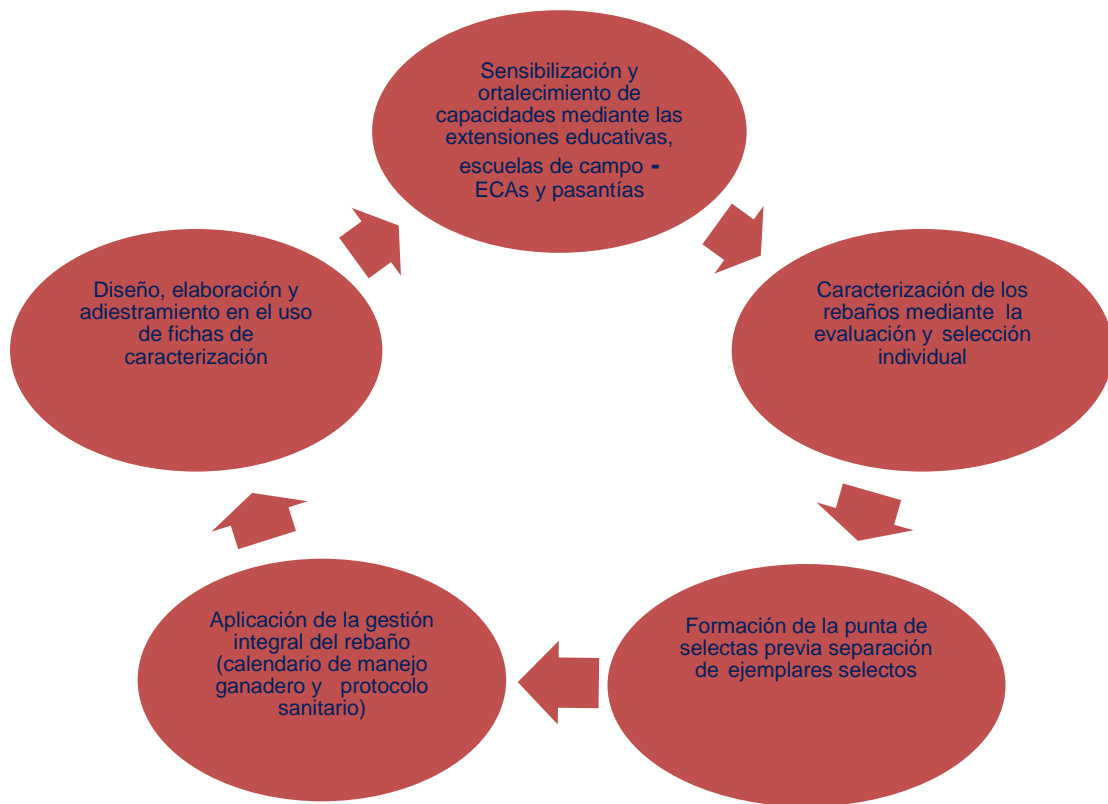 Sensibilización y
ortalecimiento de
capacidades mediante las
extensiones educativas,
escuelas de campo -
ECAs y pasantías
Caracterización de los
rebaños mediante la
evaluación y selección
individual
Formación de la punta de
selectas previa separación
de ejemplares selectos
Aplicación de la gestión
integral del rebaño
(calendario de manejo
ganadero y protocolo
sanitario)
Diseño, elaboración y
adiestramiento en el uso
de fichas de
caracterización